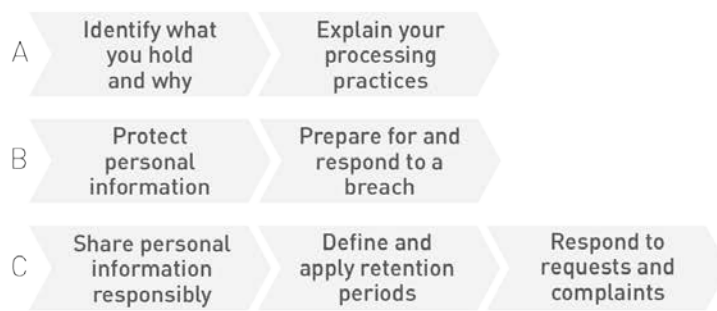 A
Identify what
you hold
and why
Explain your
processing
practices
B
Protect
personal
information
Prepare for and
respond to a
breach
C
Share personal
information
responsibly
Define and
apply retention
periods
Respond to
requests and
complaints